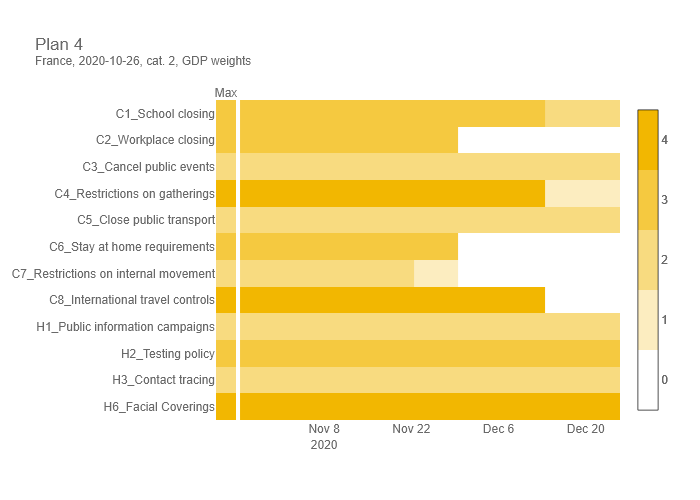 Plan 4
France, 2020-10-26, cat. 2, GDP weights
Max
C1_School closing
C2_Workplace closing
C3_Cancel public events
C4_Restrictions on gatherings
C5_Close public transport
C6_Stay at home requirements
C7_Restrictions on internal movement
C8_International travel controls
H1_Public information campaigns
H2_Testing policy
H3_Contact tracing
H6_Facial Coverings
4
3
2
1
0
Nov 8 Nov 22 Dec 6 Dec 20
2020